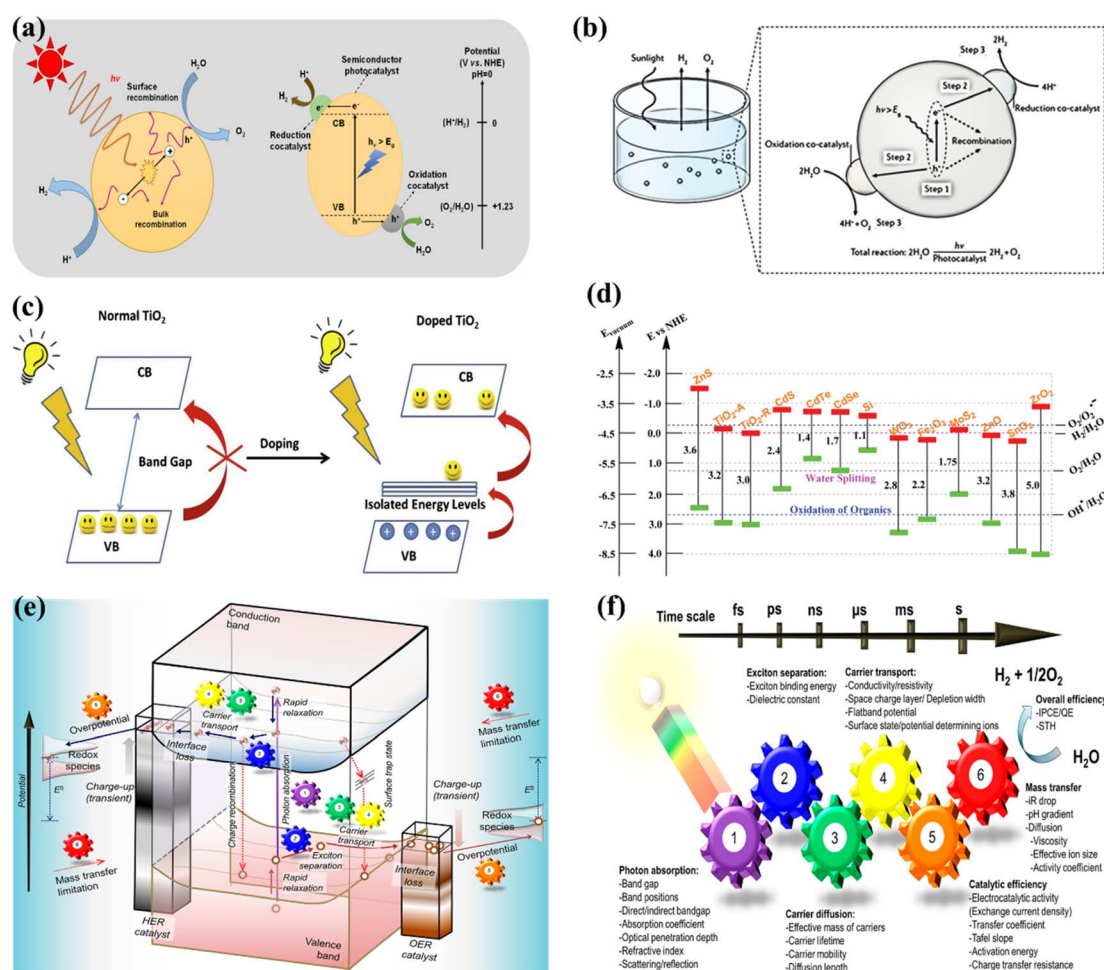 (a)
hv
Surface
recombination
H₂O
O₂
h⁺
+
-
Bulk
recombination
H₂
H⁺
Semiconductor
photocatalyst
H⁺
H₂
e⁻
e⁻
Reduction
cocatalyst
CB
hᵥ > E_g
Oxidation
cocatalyst
VB
h⁺
h⁺
O₂
H₂O
Potential
(V vs. NHE)
pH=0
(H⁺/H₂)
0
(O₂/H₂O)
+1.23
(b)
Sunlight
H₂
O₂
Step 3
2H₂
4H⁺
Step 2
Reduction co-catalyst
hν>E_g
Recombination
Oxidation co-catalyst
Step 2
h⁺
Step 1
2H₂O
4H⁺+O₂
Step 3
Total reaction: 2H₂O hv Photocatalyst 2H₂+O₂
(c)
Normal TiO₂
CB
Band Gap
VB
Doping
Doped TiO₂
CB
Isolated Energy Levels
+ + + +
VB
(d)
E_vacuum
E vs NHE
-2.5
-3.5
-4.5
-5.5
-6.5
-7.5
-8.5
-2.0
-1.0
0.0
1.0
2.0
3.0
4.0
ZnS
TiO₂-A
TiO₂-R
CdS
CdTe
CdSe
Si
WO₃
Fe₂O₃
MoS₂
ZnO
SnO₂
ZrO₂
3.6
3.2
3.0
2.4
1.4
1.7
1.1
2.8
2.2
1.75
3.2
3.8
5.0
O₂/O₂•⁻
H₂/H₂O
O₂/H₂O
OH•/H₂O
Water Splitting
Oxidation of Organics
(e)
Potential
E⁰
Conduction
band
Overpotential
Redox
species
Charge-up
(transient)
Mass transfer
limitation
Carrier
transport
Interface
loss
Rapid
relaxation
Charge recombination
Photon absorption
Surface trap state
Carrier
transport
Exciton
separation
Rapid
relaxation
Interface
loss
HER
catalyst
Valence
band
OER
catalyst
Mass transfer
limitation
Charge-up
(transient)
E⁰
Redox
species
Overpotential
(f)
Time scale
fs
ps
ns
µs
ms
s
Exciton separation:
-Exciton binding energy
-Dielectric constant
Carrier transport:
-Conductivity/resistivity
-Space charge layer/ Depletion width
-Flatband potential
-Surface state/potential determining ions
H₂ + 1/2O₂
Overall efficiency
-IPCE/QE
-STH
H₂O
1
2
3
4
5
6
Mass transfer
-iR drop
-pH gradient
-Diffusion
-Viscosity
-Effective ion size
-Activity coefficient
Photon absorption:
-Band gap
-Band positions
-Direct/indirect bandgap
-Absorption coefficient
-Optical penetration depth
-Refractive index
-Scattering/reflection
Carrier diffusion:
-Effective mass of carriers
-Carrier lifetime
-Carrier mobility
-Diffusion length
Catalytic efficiency
-Electrocatalytic activity
(Exchange current density)
-Transfer coefficient
-Tafel slope
-Activation energy
-Charge transfer resistance